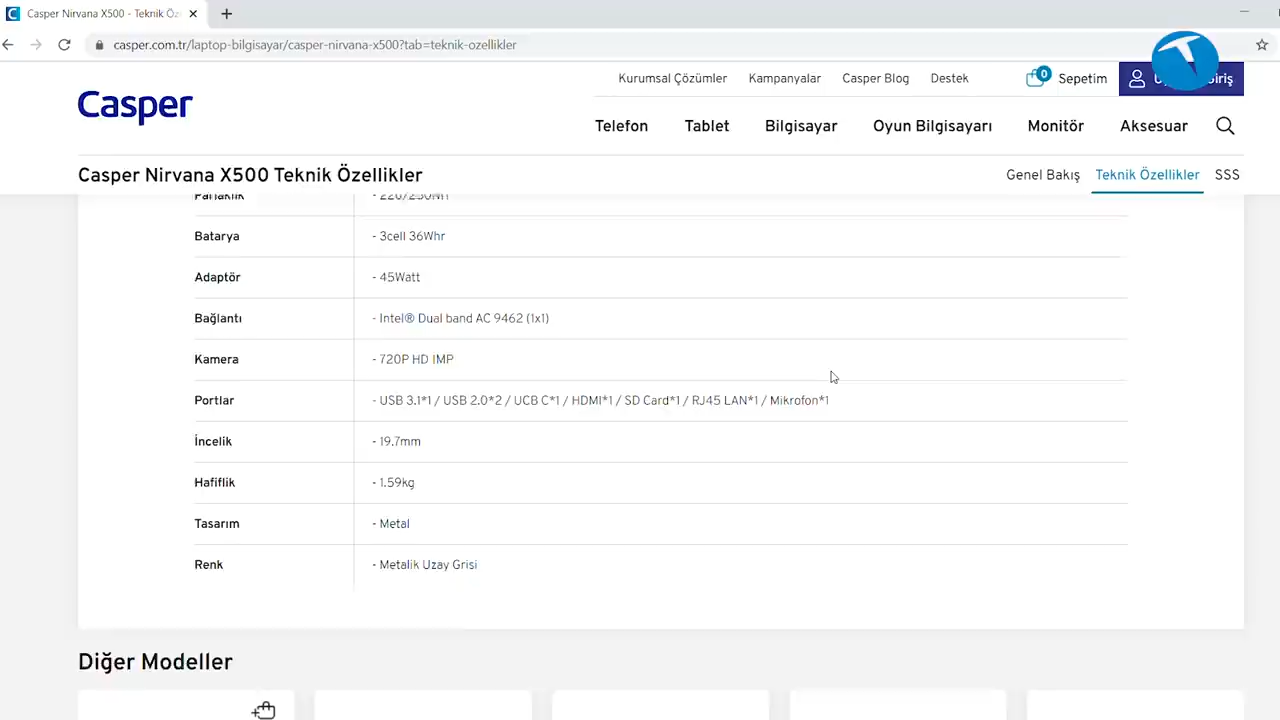 Casper Nirvana X500 - Teknik Öz
casper.com.tr/laptop-bilgisayar/casper-nirvana-x500?tab=teknik-ozellikler
Kurumsal Çözümler Kampanyalar Casper Blog Destek 0 Sepetim
Casper
Telefon Tablet Bilgisayar Oyun Bilgisayarı Monitör Aksesuar
Casper Nirvana X500 Teknik Özellikler Genel Bakış Teknik Özellikler SSS
Parlaklık
Batarya - 3cell 36Whr
Adaptör - 45Watt
Bağlantı - Intel® Dual band AC 9462 (1x1)
Kamera - 720P HD IMP
Portlar - USB 3.1*1 / USB 2.0*2 / UCB C*1 / HDMI*1 / SD Card*1 / RJ45 LAN*1 / Mikrofon*1
İncelik - 19.7mm
Hafiflik - 1.59kg
Tasarım - Metal
Renk - Metalik Uzay Grisi
Diğer Modeller